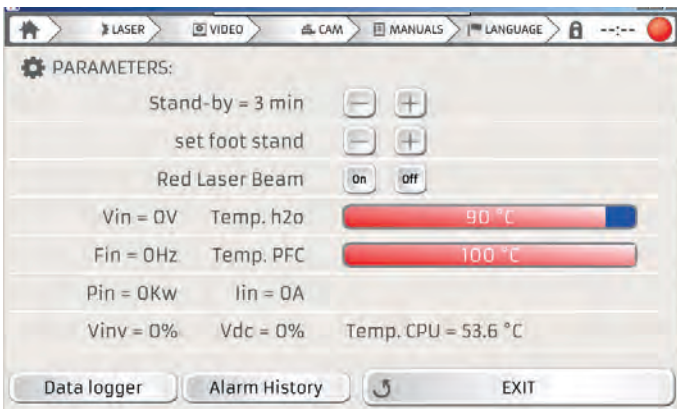 LASER VIDEO CAM MANUALS LANGUAGE --:--
PARAMETERS:
Stand-by = 3 min − +
set foot stand − +
Red Laser Beam On Off
Vin = 0V Temp. h2o 90 °C
Fin = 0Hz Temp. PFC 100 °C
Pin = 0Kw Iin = 0A
Vinv = 0% Vdc = 0% Temp. CPU = 53.6 °C
Data logger Alarm History EXIT